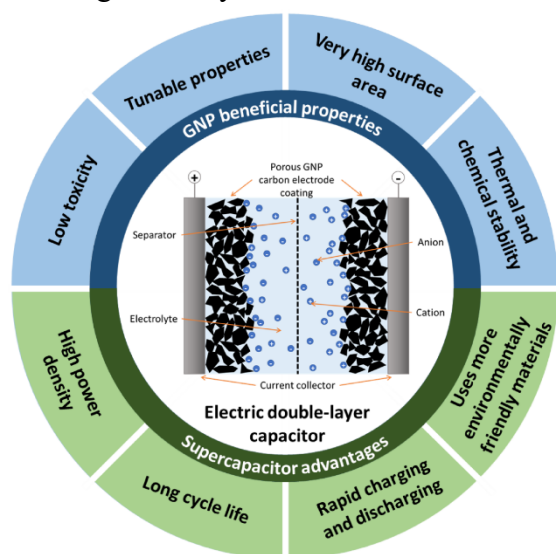 Tunable properties
Very high surface
area
Low toxicity
GNP beneficial properties
Thermal and
chemical stability
+
-
Porous GNP
carbon electrode
coating
Separator
Anion
Electrolyte
Cation
Current collector
Electric double-layer
capacitor
High power
density
Supercapacitor advantages
Uses more
environmentally
friendly materials
Long cycle life
Rapid charging
and discharging